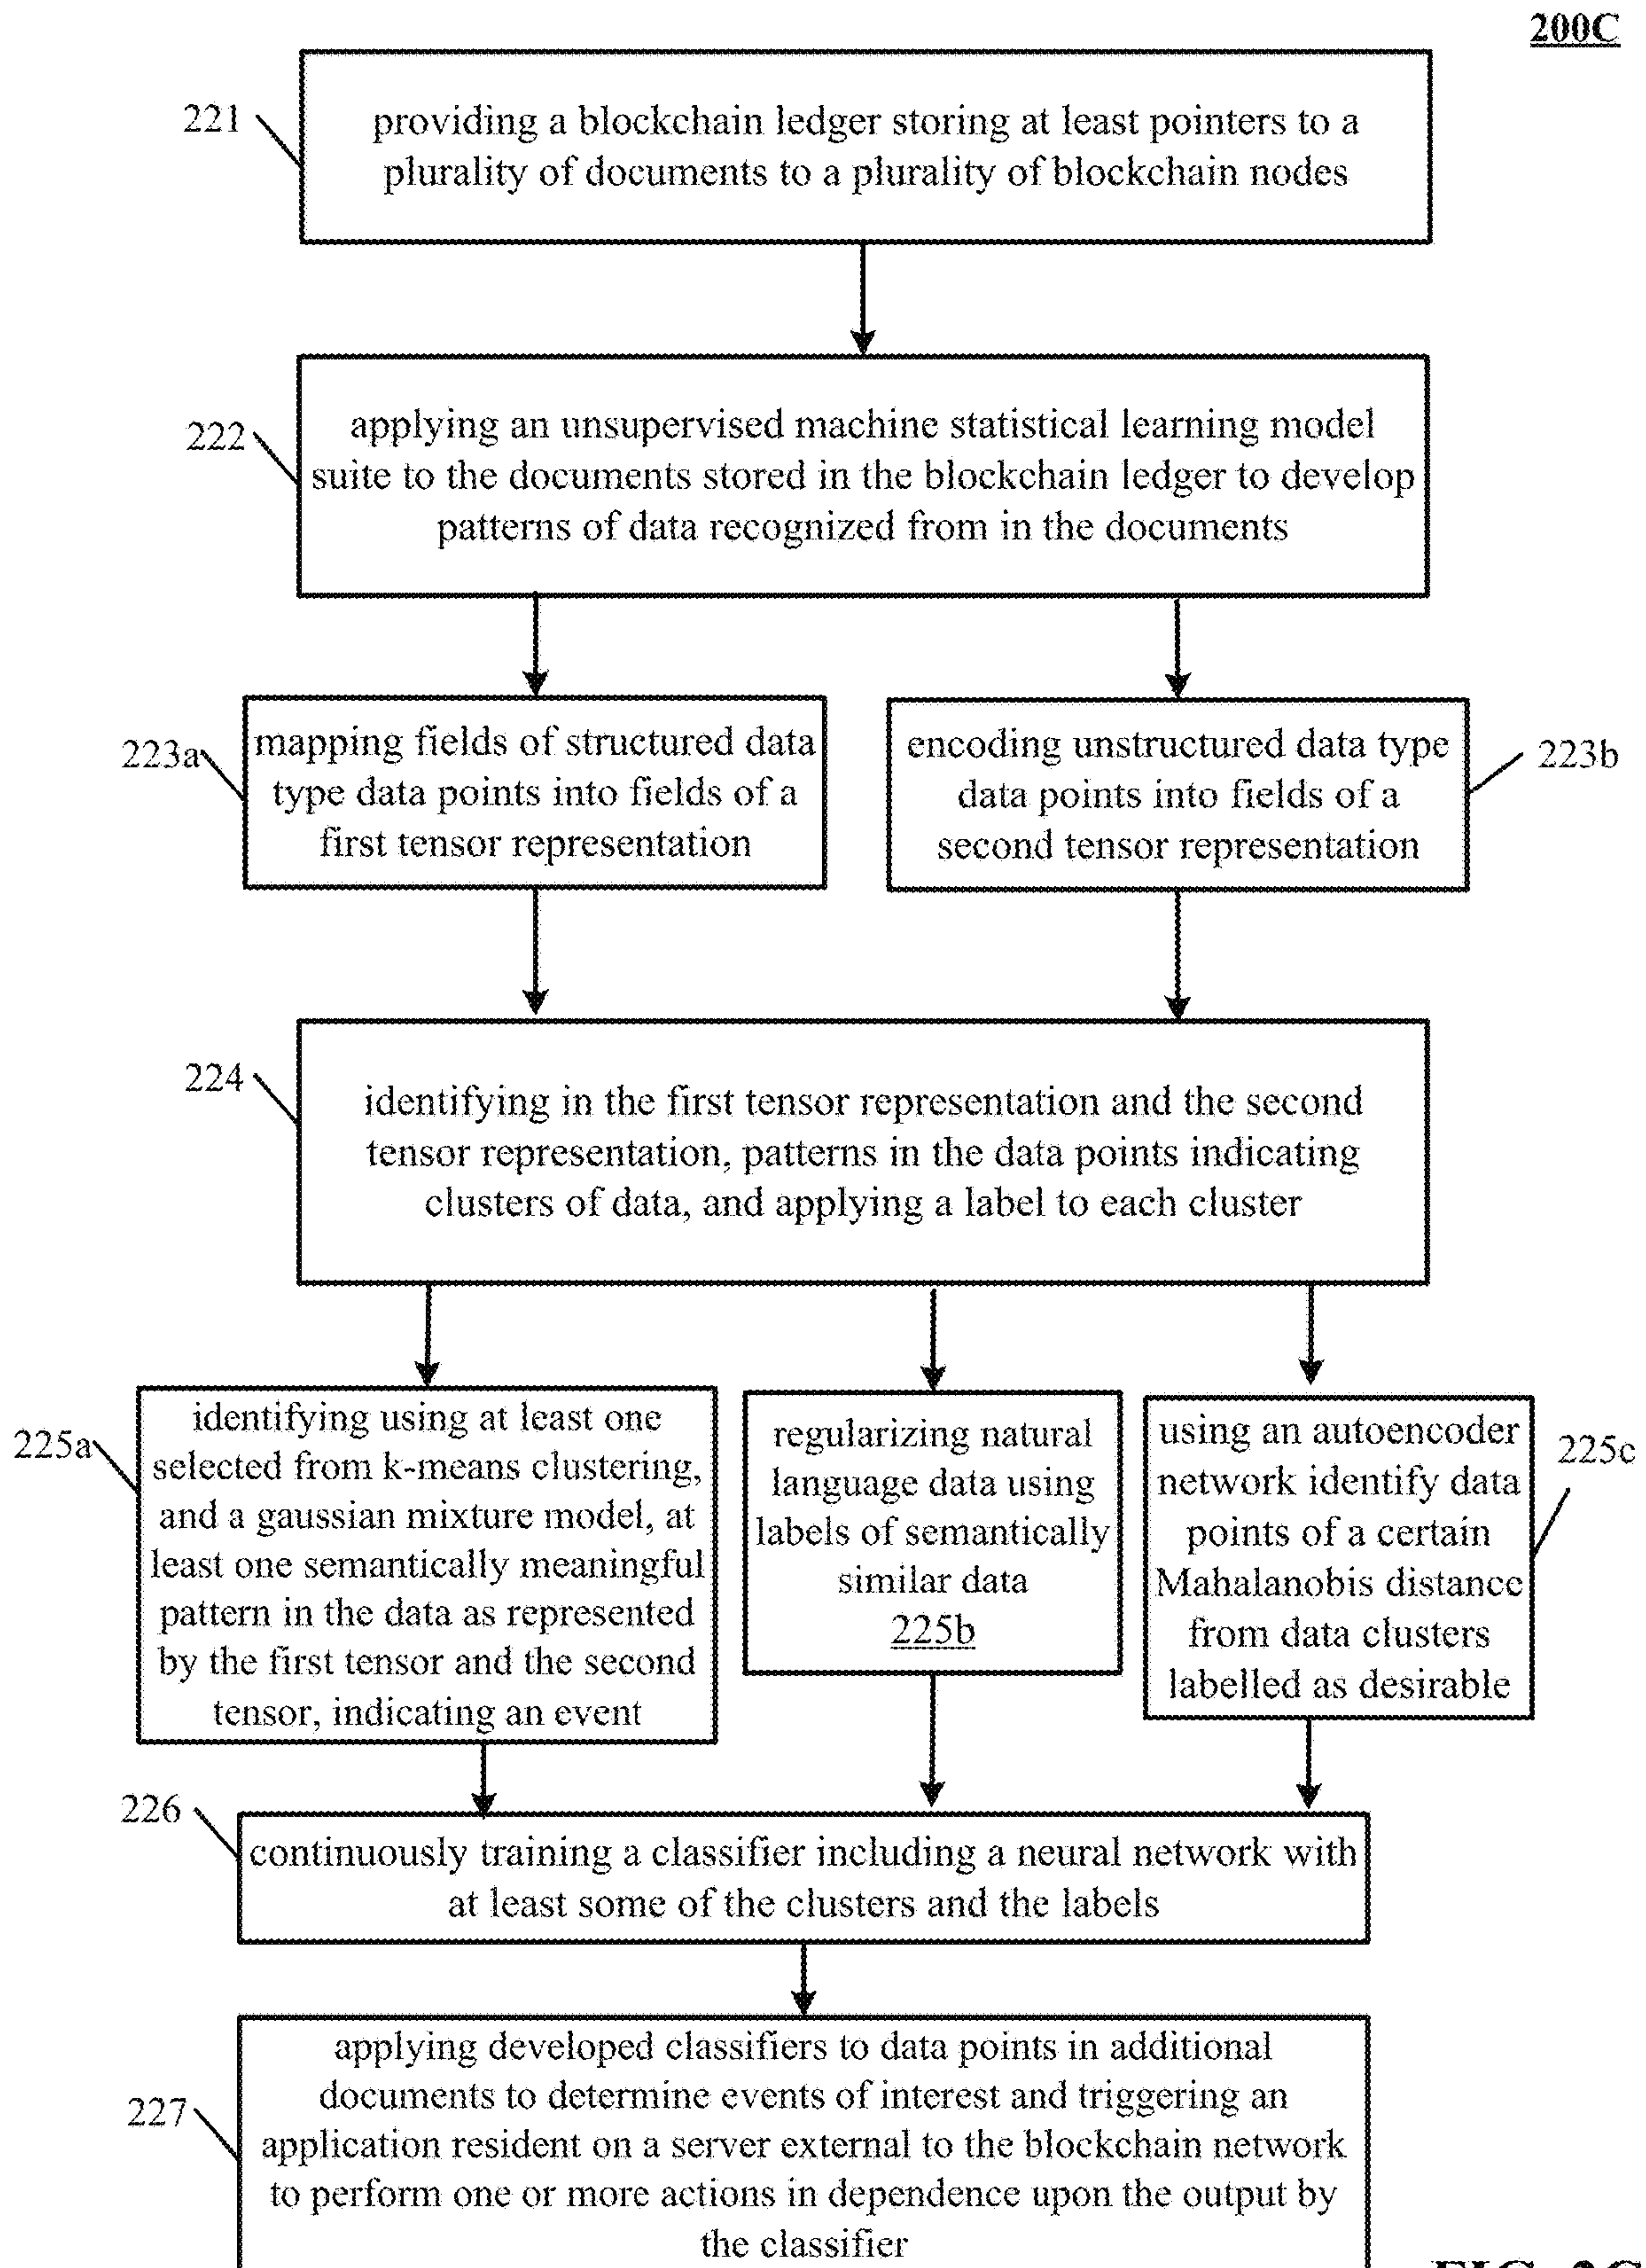 200C
221
providing a blockchain ledger storing at least pointers to a
plurality of documents to a plurality of blockchain nodes
222
applying an unsupervised machine statistical learning model
suite to the documents stored in the blockchain ledger to develop
patterns of data recognized from in the documents
223a
mapping fields of structured data
type data points into fields of a
first tensor representation
encoding unstructured data type
data points into fields of a
second tensor representation
223b
224
identifying in the first tensor representation and the second
tensor representation, patterns in the data points indicating
clusters of data, and applying a label to each cluster
225a
identifying using at least one
selected from k-means clustering,
and a gaussian mixture model, at
least one semantically meaningful
pattern in the data as represented
by the first tensor and the second
tensor, indicating an event
regularizing natural
language data using
labels of semantically
similar data
225b
using an autoencoder
network identify data
points of a certain
Mahalanobis distance
from data clusters
labelled as desirable
225c
226
continuously training a classifier including a neural network with
at least some of the clusters and the labels
227
applying developed classifiers to data points in additional
documents to determine events of interest and triggering an
application resident on a server external to the blockchain network
to perform one or more actions in dependence upon the output by
the classifier